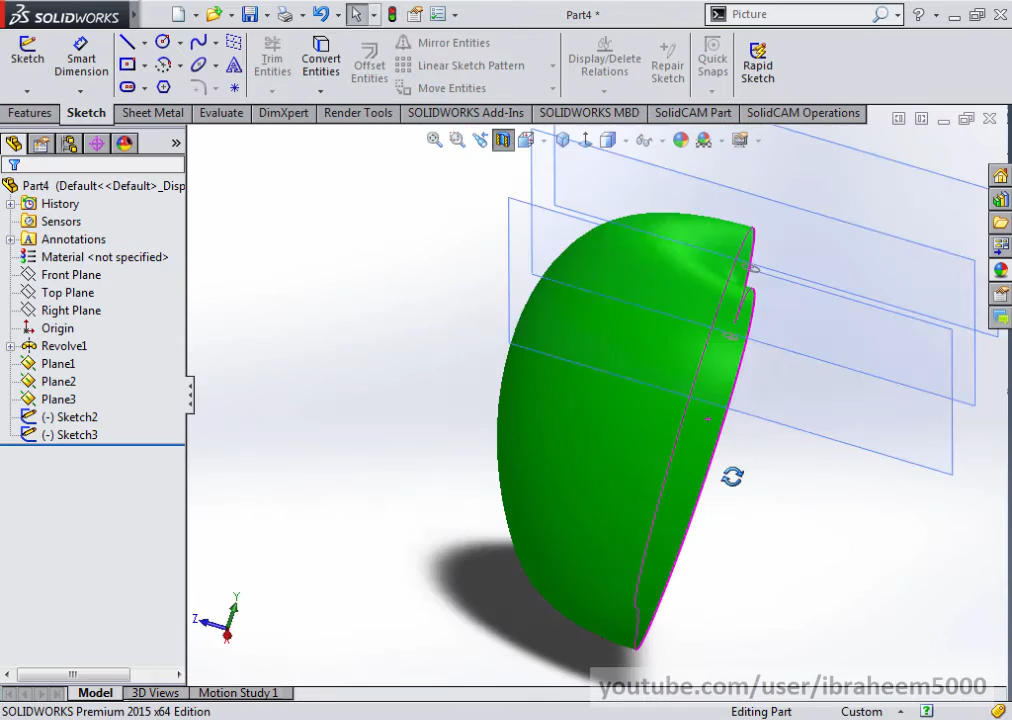 SOLIDWORKS
Part4 *
Picture
Sketch
Smart
Dimension
Trim
Entities
Convert
Entities
Offset
Entities
Mirror Entities
Linear Sketch Pattern
Move Entities
Display/Delete
Relations
Repair
Sketch
Quick
Snaps
Rapid
Sketch
Features
Sketch
Sheet Metal
Evaluate
DimXpert
Render Tools
SOLIDWORKS Add-Ins
SOLIDWORKS MBD
SolidCAM Part
SolidCAM Operations
Part4 (Default<<Default>_Disp
History
Sensors
Annotations
Material <not specified>
Front Plane
Top Plane
Right Plane
Origin
Revolve1
Plane1
Plane2
Plane3
(-) Sketch2
(-) Sketch3
Y
Z
X
youtube.com/user/ibraheem5000
Model
3D Views
Motion Study 1
SOLIDWORKS Premium 2015 x64 Edition
Editing Part
Custom